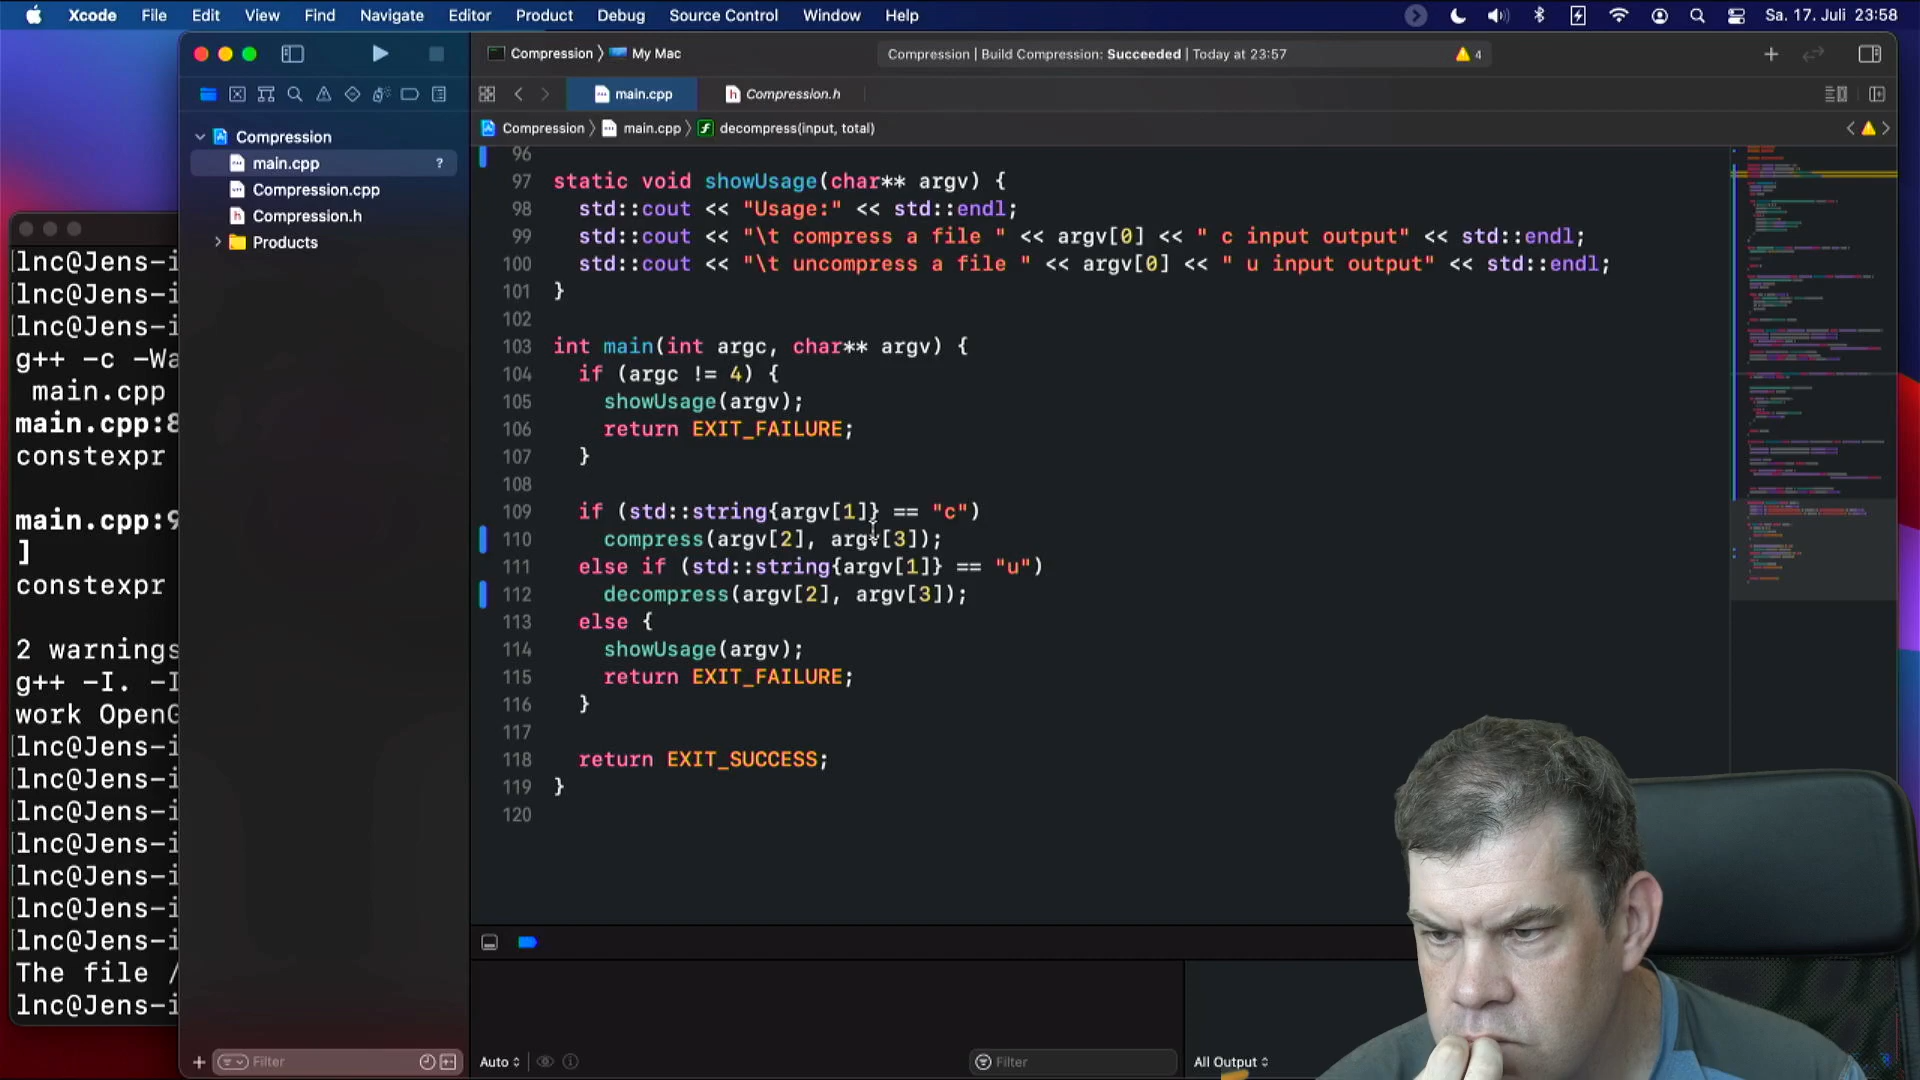 Xcode File Edit View Find Navigate Editor Product Debug Source Control Window Help
Sa. 17. Juli 23:58
Compression 〉 My Mac
Compression | Build Compression: Succeeded | Today at 23:57
4
main.cpp
Compression.h
Compression 〉 main.cpp 〉 decompress(input, total)
Compression
main.cpp ?
Compression.cpp
Compression.h
Products
lnc@Jens-i
lnc@Jens-i
lnc@Jens-i
g++ -c -Wa
main.cpp
main.cpp:8
constexpr
main.cpp:9
]
constexpr
2 warnings
g++ -I. -I
work OpenG
lnc@Jens-i
lnc@Jens-i
lnc@Jens-i
lnc@Jens-i
lnc@Jens-i
lnc@Jens-i
lnc@Jens-i
The file /
lnc@Jens-i
96
97 static void showUsage(char** argv) {
98 std::cout << "Usage:" << std::endl;
99 std::cout << "\t compress a file " << argv[0] << " c input output" << std::endl;
100 std::cout << "\t uncompress a file " << argv[0] << " u input output" << std::endl;
101 }
102
103 int main(int argc, char** argv) {
104 if (argc != 4) {
105 showUsage(argv);
106 return EXIT_FAILURE;
107 }
108
109 if (std::string{argv[1]} == "c")
110 compress(argv[2], argv[3]);
111 else if (std::string{argv[1]} == "u")
112 decompress(argv[2], argv[3]);
113 else {
114 showUsage(argv);
115 return EXIT_FAILURE;
116 }
117
118 return EXIT_SUCCESS;
119 }
120
Filter
Auto
Filter
All Output